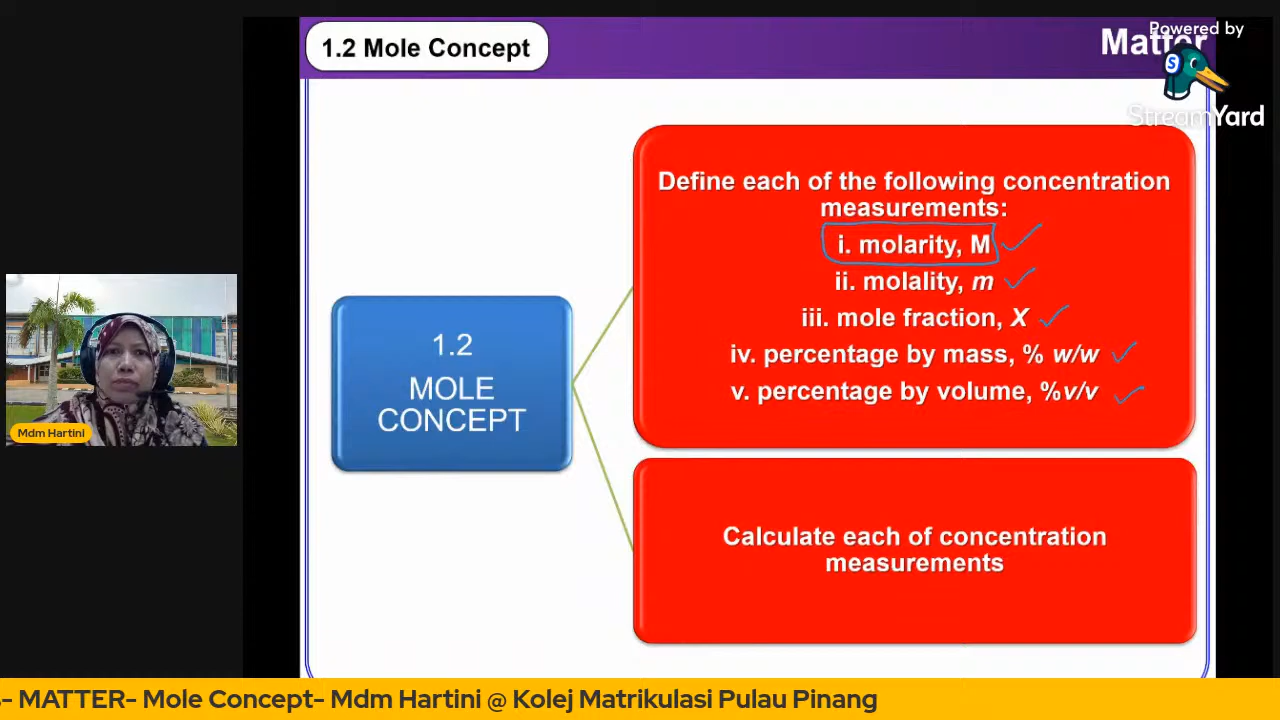 1.2 Mole Concept
Matter
Powered by
StreamYard
Define each of the following concentration
measurements:
i. molarity, M
ii. molality, m
iii. mole fraction, X
iv. percentage by mass, % w/w
v. percentage by volume, %v/v
1.2
MOLE
CONCEPT
Calculate each of concentration
measurements
Mdm Hartini
- MATTER- Mole Concept- Mdm Hartini @ Kolej Matrikulasi Pulau Pinang